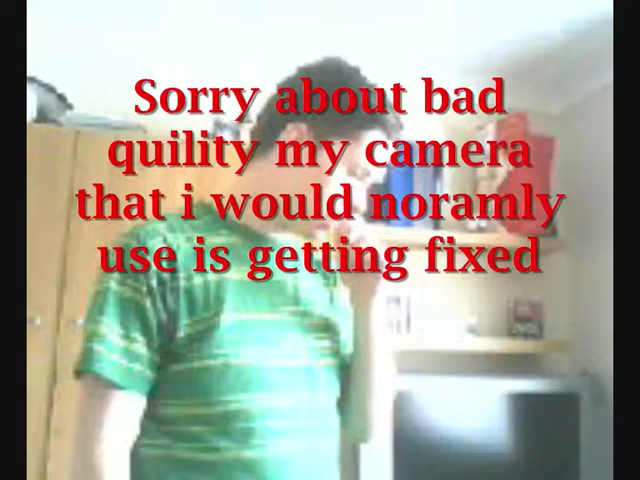 Sorry about bad
quility my camera
that i would noramly
use is getting fixed